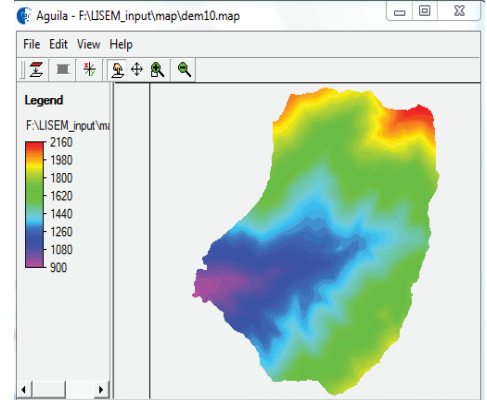 Aguila - F:\LISEM_input\map\dem10.map
File Edit View Help
Legend
F:\LISEM_input\ma
2160
1980
1800
1620
1440
1260
1080
900